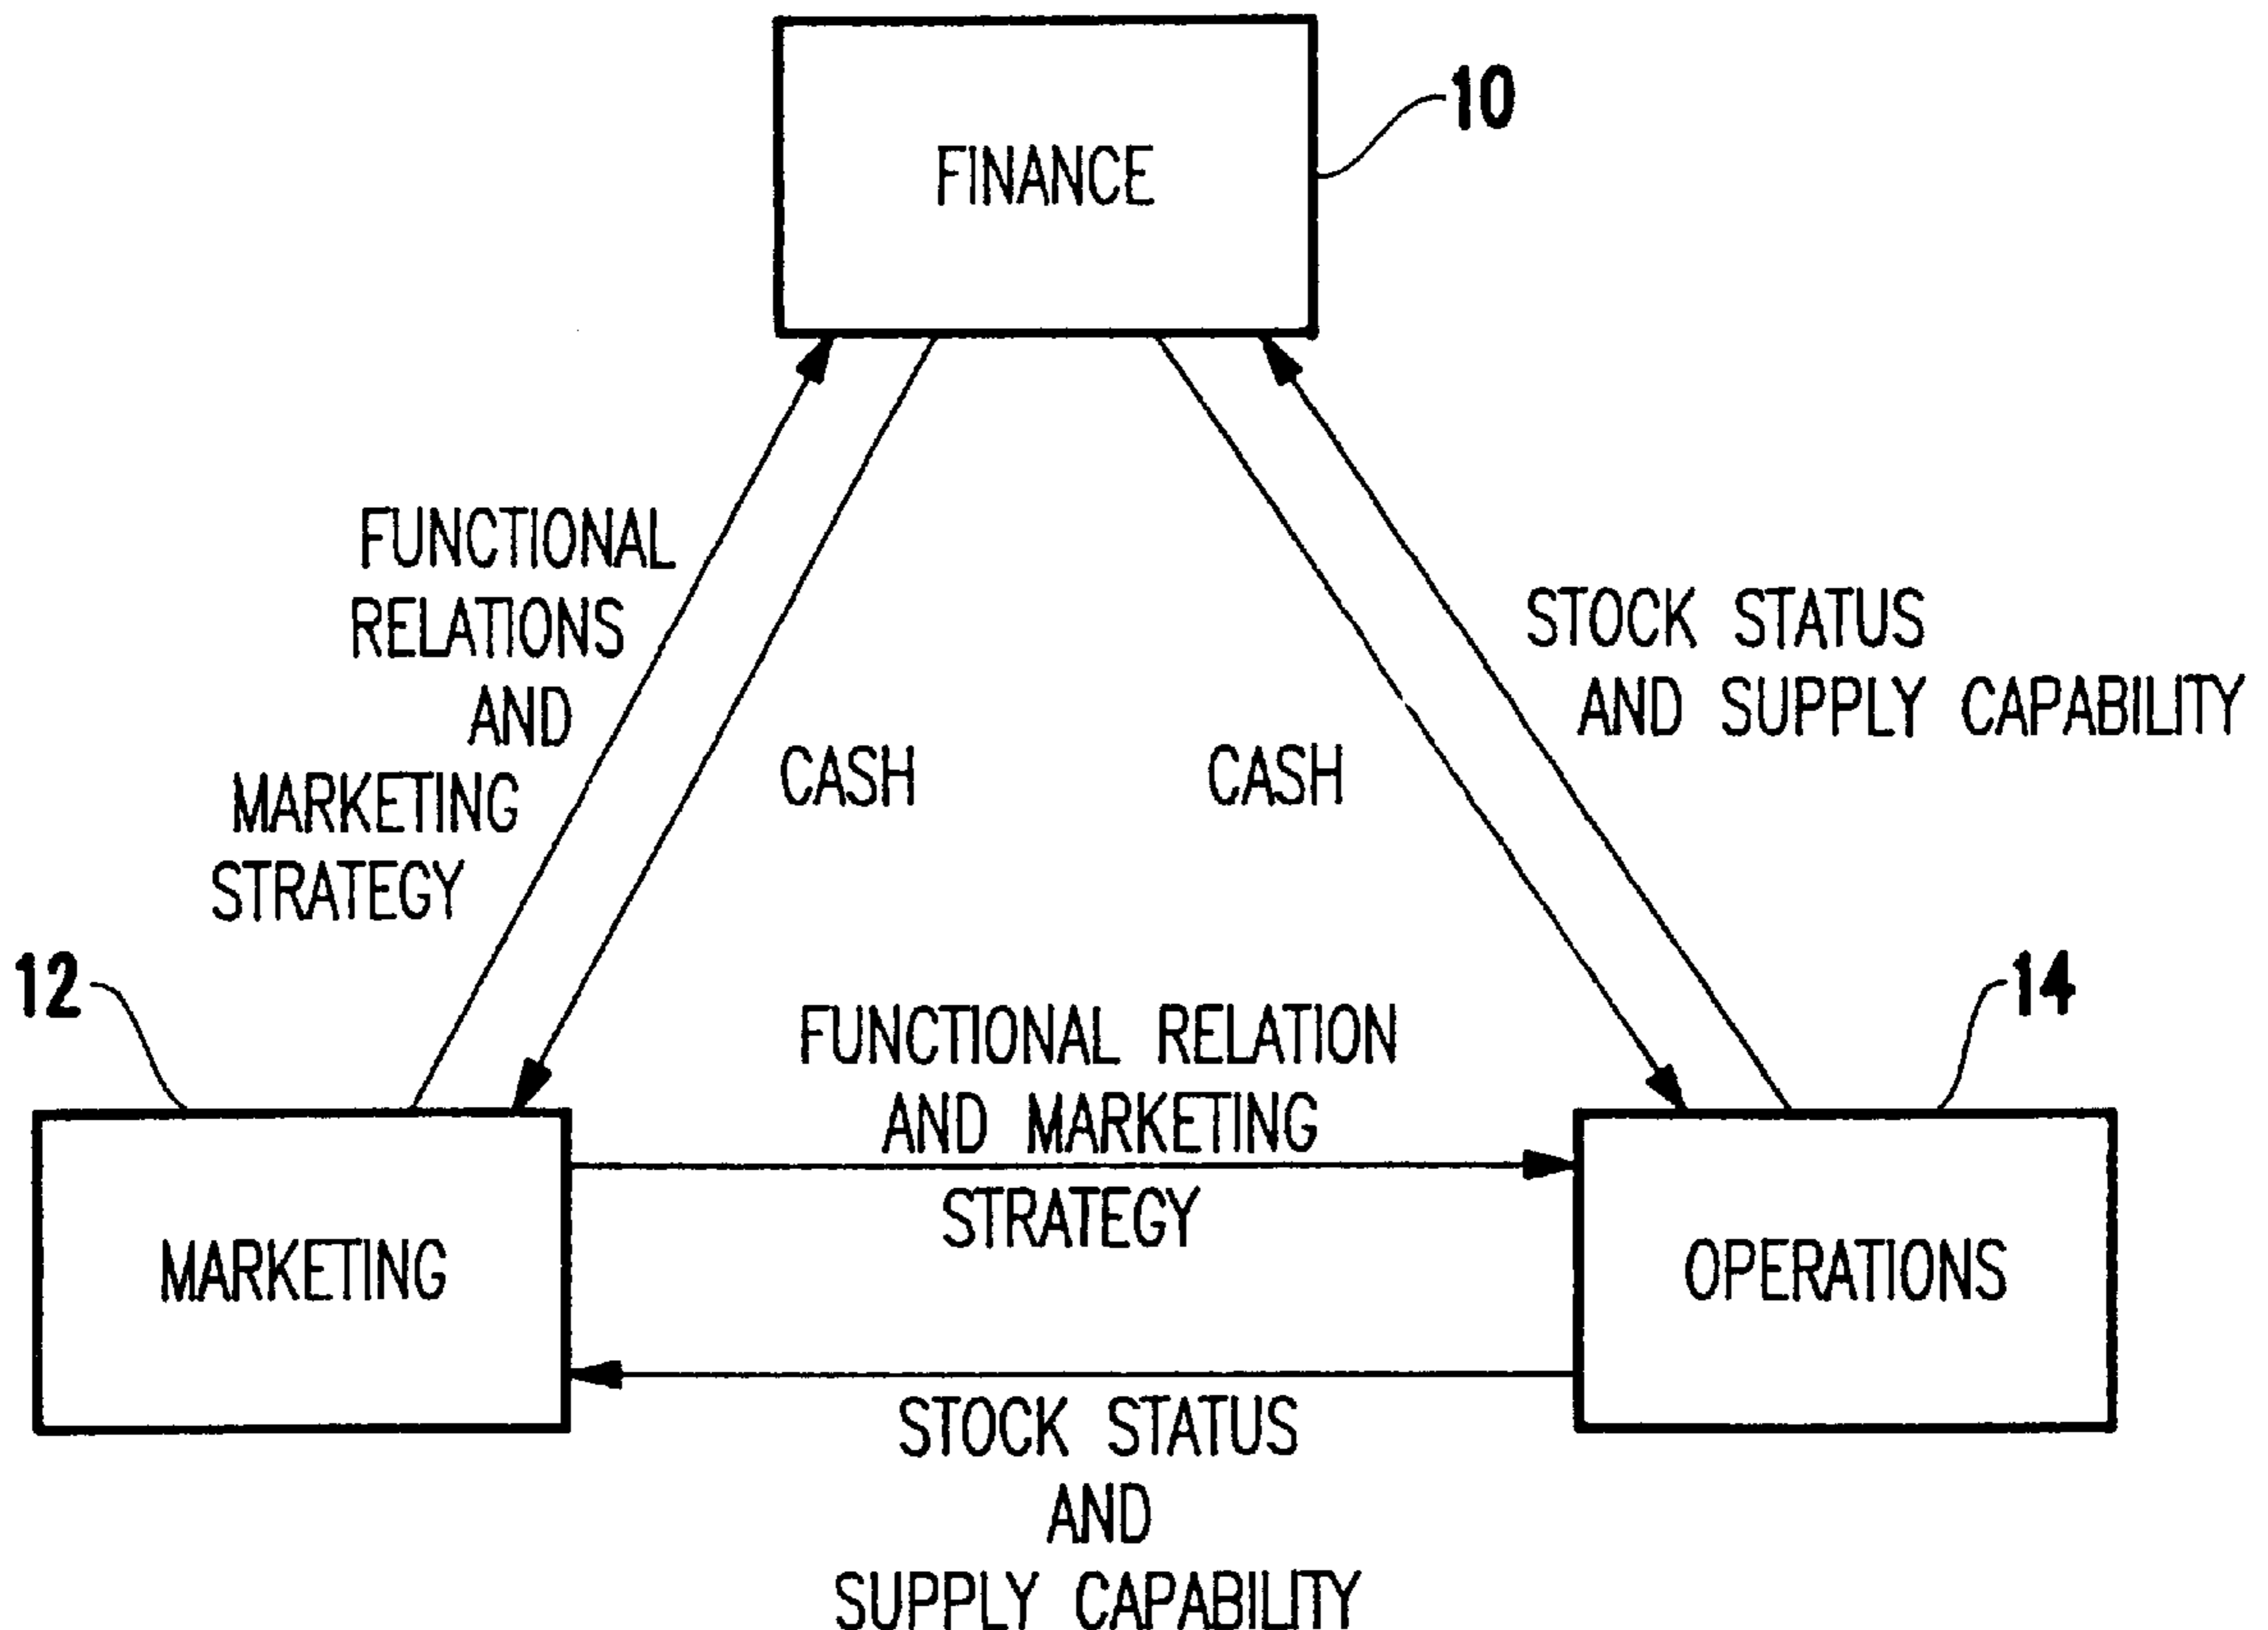 10
FINANCE
FUNCTIONAL
RELATIONS
AND
MARKETING
STRATEGY
STOCK STATUS
AND SUPPLY CAPABILITY
CASH
CASH
12
14
FUNCTIONAL RELATION
AND MARKETING
STRATEGY
MARKETING
OPERATIONS
STOCK STATUS
AND
SUPPLY CAPABILITY